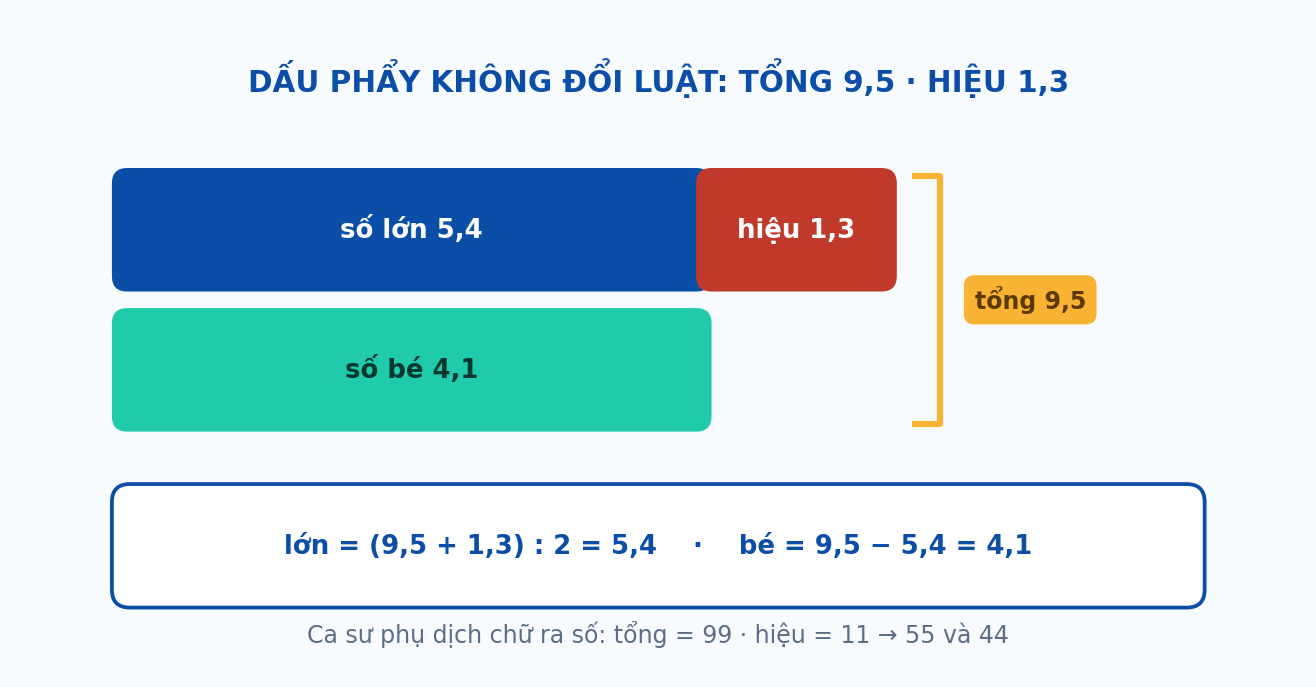 DẤU PHẨY KHÔNG ĐỔI LUẬT: TỔNG 9,5 · HIỆU 1,3
số lớn 5,4
hiệu 1,3
số bé 4,1
tổng 9,5
lớn = (9,5 + 1,3) : 2 = 5,4 · bé = 9,5 − 5,4 = 4,1
Ca sư phụ dịch chữ ra số: tổng = 99 · hiệu = 11 → 55 và 44